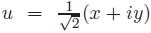 u = \frac{1}{\sqrt{2}}(x + iy)